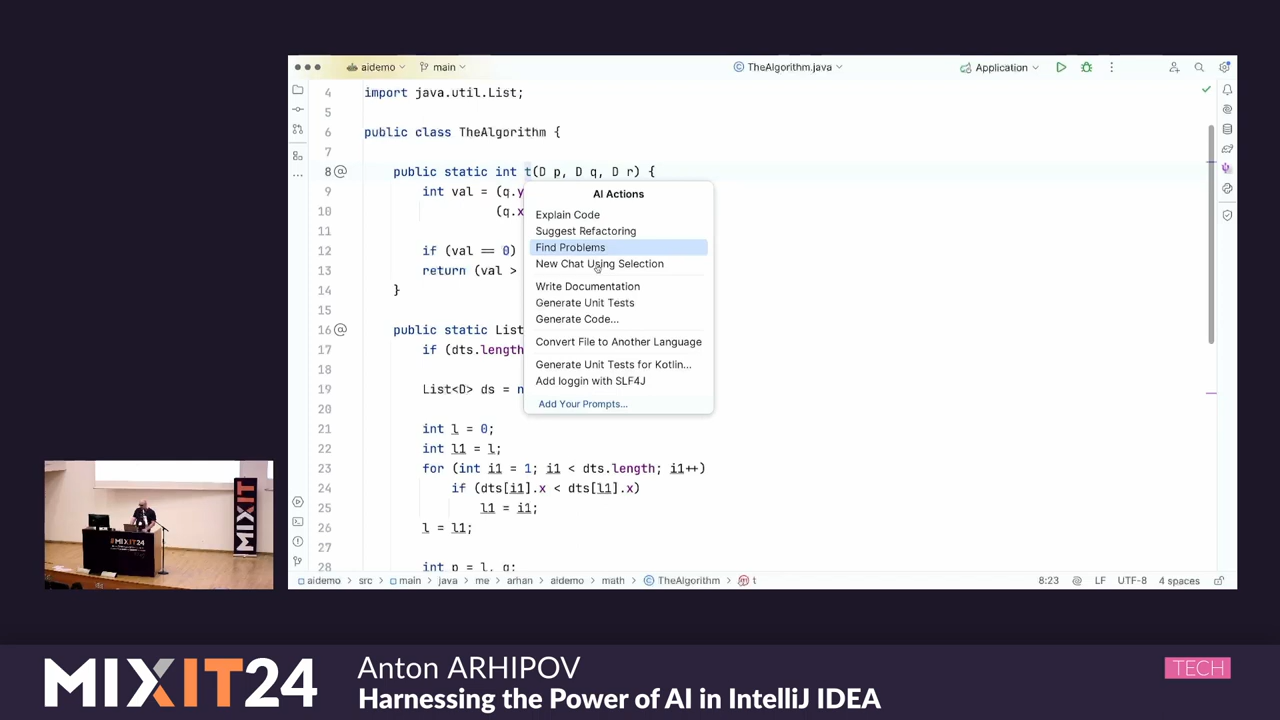 aidemo
main
TheAlgorithm.java
Application
4 import java.util.List;
5
6 public class TheAlgorithm {
7
8 public static int t(D p, D q, D r) {
9 int val = (q.y
10 (q.x
12 if (val == 0)
13 return (val >
14 }
15
16 public static List
17 if (dts.length
18
19 List<D> ds = n
20
21 int l = 0;
22 int l1 = l;
23 for (int i1 = 1; i1 < dts.length; i1++)
24 if (dts[i1].x < dts[l1].x)
25 l1 = i1;
26 l = l1;
27
28 int p = l, q;
AI Actions
Explain Code
Suggest Refactoring
Find Problems
New Chat Using Selection
Write Documentation
Generate Unit Tests
Generate Code...
Convert File to Another Language
Generate Unit Tests for Kotlin...
Add loggin with SLF4J
Add Your Prompts...
aidemo > src > main > java > me > arhan > aidemo > math > TheAlgorithm > t
8:23 LF UTF-8 4 spaces
MIXIT
#MIXIT24
MIXIT24
Anton ARHIPOV
Harnessing the Power of AI in IntelliJ IDEA
TECH